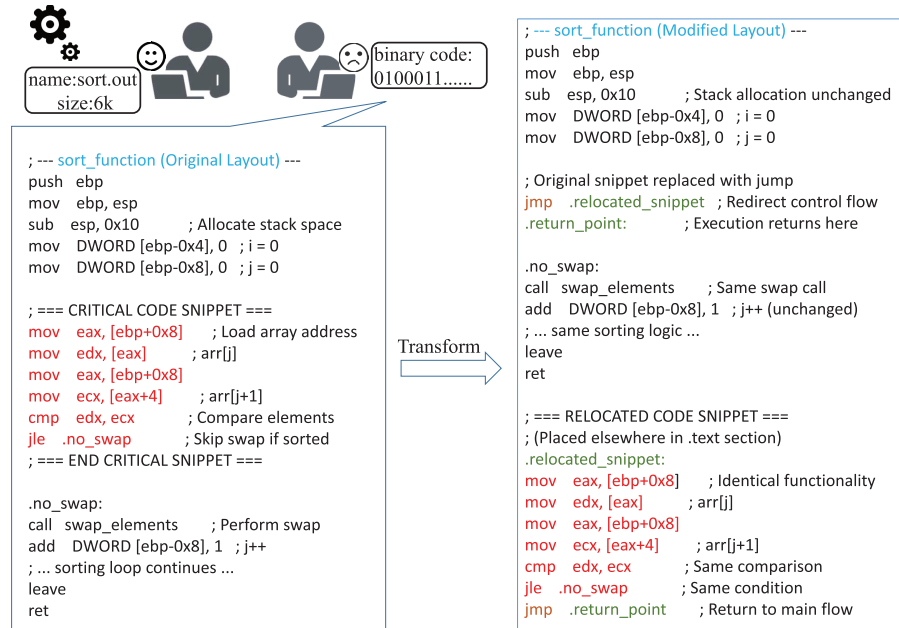 name:sort.out
size:6k
binary code:
0100011......
; --- sort_function (Original Layout) ---
push ebp
mov ebp, esp
sub esp, 0x10 ; Allocate stack space
mov DWORD [ebp-0x4], 0 ; i = 0
mov DWORD [ebp-0x8], 0 ; j = 0
; === CRITICAL CODE SNIPPET ===
mov eax, [ebp+0x8] ; Load array address
mov edx, [eax] ; arr[j]
mov eax, [ebp+0x8]
mov ecx, [eax+4] ; arr[j+1]
cmp edx, ecx ; Compare elements
jle .no_swap ; Skip swap if sorted
; === END CRITICAL SNIPPET ===
.no_swap:
call swap_elements ; Perform swap
add DWORD [ebp-0x8], 1 ; j++
; ... sorting loop continues ...
leave
ret
Transform
; --- sort_function (Modified Layout) ---
push ebp
mov ebp, esp
sub esp, 0x10 ; Stack allocation unchanged
mov DWORD [ebp-0x4], 0 ; i = 0
mov DWORD [ebp-0x8], 0 ; j = 0
; Original snippet replaced with jump
jmp .relocated_snippet ; Redirect control flow
.return_point: ; Execution returns here
.no_swap:
call swap_elements ; Same swap call
add DWORD [ebp-0x8], 1 ; j++ (unchanged)
; ... same sorting logic ...
leave
ret
; === RELOCATED CODE SNIPPET ===
; (Placed elsewhere in .text section)
.relocated_snippet:
mov eax, [ebp+0x8] ; Identical functionality
mov edx, [eax] ; arr[j]
mov eax, [ebp+0x8]
mov ecx, [eax+4] ; arr[j+1]
cmp edx, ecx ; Same comparison
jle .no_swap ; Same condition
jmp .return_point ; Return to main flow